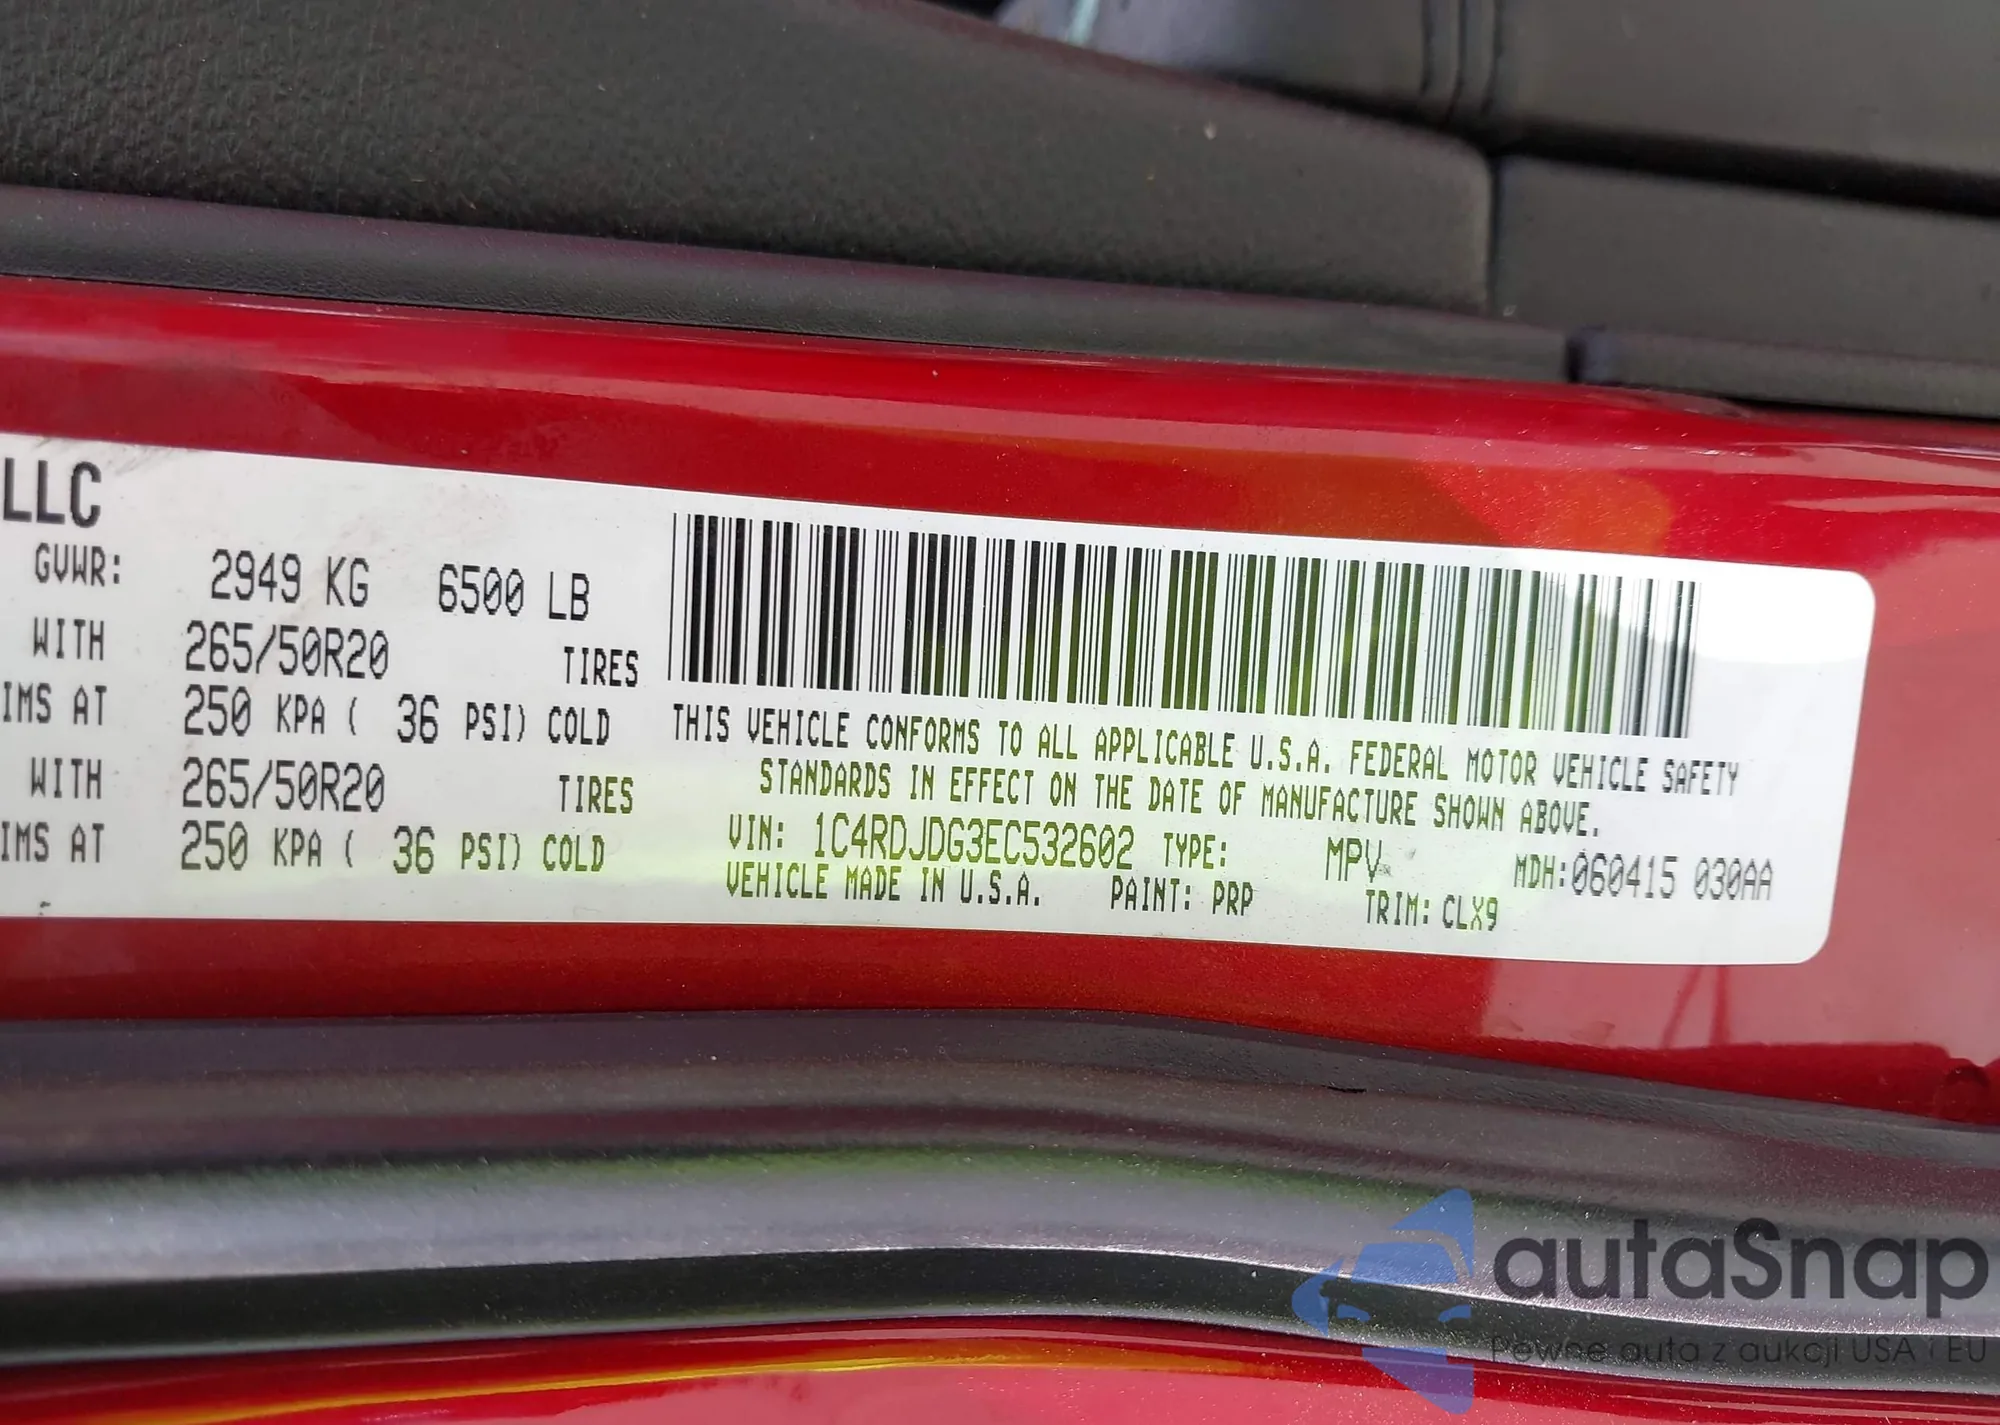 LLC
GVWR: 2949 KG 6500 LB
WITH 265/50R20 TIRES
IMS AT 250 KPA ( 36 PSI) COLD
WITH 265/50R20 TIRES
IMS AT 250 KPA ( 36 PSI) COLD
THIS VEHICLE CONFORMS TO ALL APPLICABLE U.S.A. FEDERAL MOTOR VEHICLE SAFETY
STANDARDS IN EFFECT ON THE DATE OF MANUFACTURE SHOWN ABOVE.
VIN: 1C4RDJDG3EC532602 TYPE: MPV MDH:060415 030AA
VEHICLE MADE IN U.S.A. PAINT: PRP TRIM: CLX9
autaSnap
Pewne auta z aukcji USA i EU